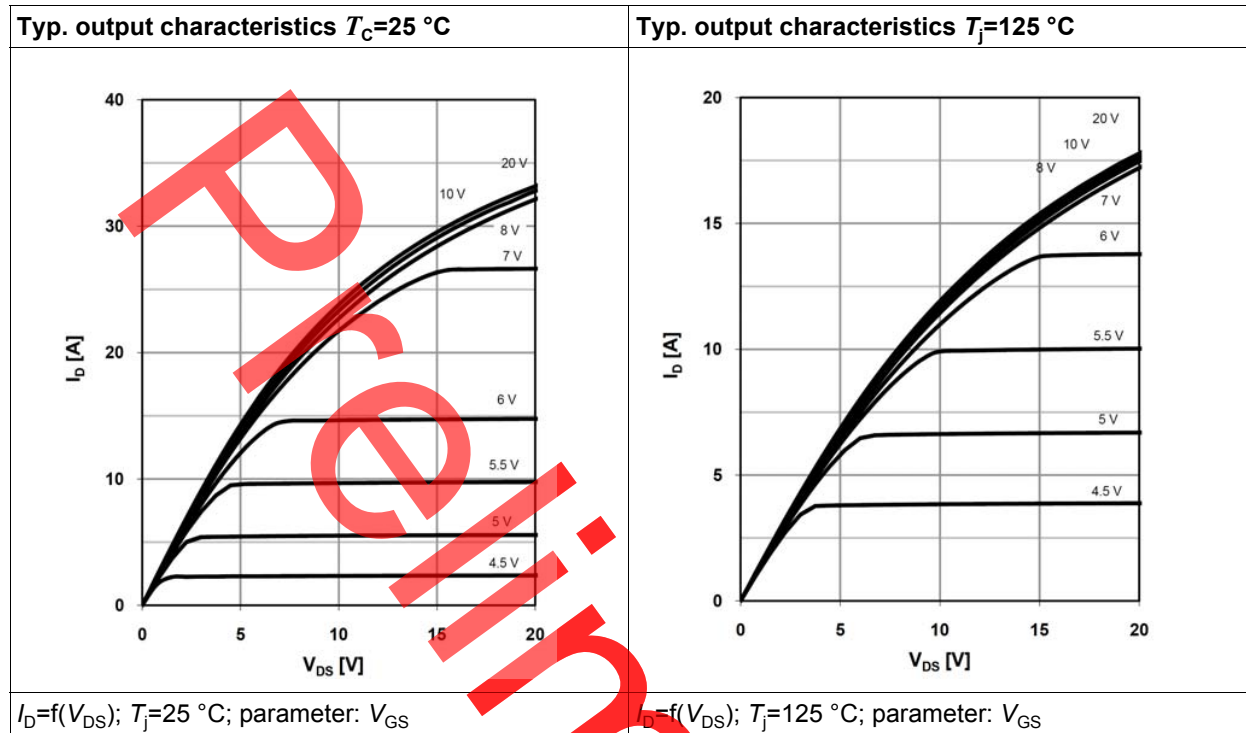 Typ. output characteristics TC=25 °C
Typ. output characteristics Tj=125 °C
40
30
20
10
0
0
5
10
15
20
ID [A]
VDS [V]
20 V
10 V
8 V
7 V
6 V
5.5 V
5 V
4.5 V
20
15
10
5
0
0
5
10
15
20
ID [A]
VDS [V]
20 V
10 V
8 V
7 V
6 V
5.5 V
5 V
4.5 V
ID=f(VDS); Tj=25 °C; parameter: VGS
ID=f(VDS); Tj=125 °C; parameter: VGS
Prelin